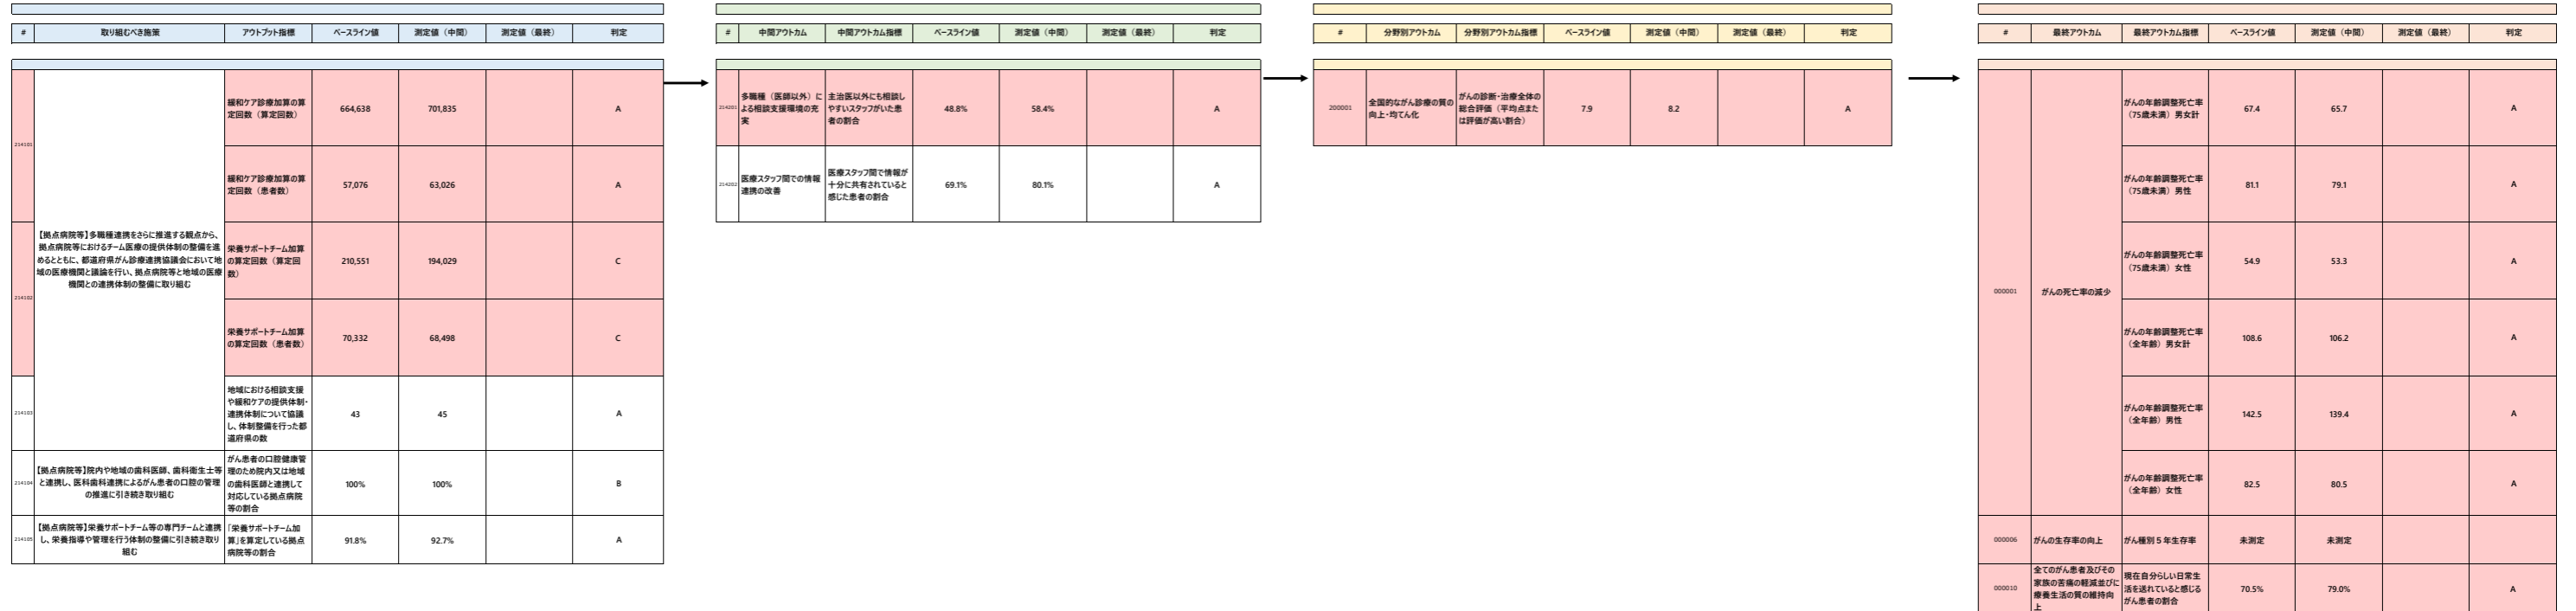 # 取り組むべき施策 アウトプット指標 ベースライン値 測定値（中間） 測定値（最終） 判定
214101
【拠点病院等】多職種連携をさらに推進する観点から、
拠点病院等におけるチーム医療の提供体制の整備を進
めるとともに、都道府県がん診療連携協議会において地
域の医療機関と議論を行い、拠点病院等と地域の医療
機関との連携体制の整備に取り組む
緩和ケア診療加算の算
定回数（算定回数）
664,638 701,835 A
緩和ケア診療加算の算
定回数（患者数）
57,076 63,026 A
214102
栄養サポートチーム加算
の算定回数（算定回
数）
210,551 194,029 C
栄養サポートチーム加算
の算定回数（患者数）
70,332 68,498 C
214103
地域における相談支援
や緩和ケアの提供体制・
連携体制について協議
し、体制整備を行った都
道府県の数
43 45 A
214104
【拠点病院等】院内や地域の歯科医師、歯科衛生士等
と連携し、医科歯科連携によるがん患者の口腔の管理
の推進に引き続き取り組む
がん患者の口腔健康管
理のため院内又は地域
の歯科医師と連携して
対応している拠点病院
等の割合
100% 100% B
214105
【拠点病院等】栄養サポートチーム等の専門チームと連携
し、栄養指導や管理を行う体制の整備に引き続き取り
組む
「栄養サポートチーム加
算」を算定している拠点
病院等の割合
91.8% 92.7% A
# 中間アウトカム 中間アウトカム指標 ベースライン値 測定値（中間） 測定値（最終） 判定
214201
多職種（医師以外）に
よる相談支援環境の充
実
主治医以外にも相談し
やすいスタッフがいた患
者の割合
48.8% 58.4% A
214202
医療スタッフ間での情報
連携の改善
医療スタッフ間で情報が
十分に共有されていると
感じた患者の割合
69.1% 80.1% A
# 分野別アウトカム 分野別アウトカム指標 ベースライン値 測定値（中間） 測定値（最終） 判定
200001
全国的ながん診療の質の
向上・均てん化
がんの診断・治療全体の
総合評価（平均点また
は評価が高い割合）
7.9 8.2 A
# 最終アウトカム 最終アウトカム指標 ベースライン値 測定値（中間） 測定値（最終） 判定
000001
がんの死亡率の減少
がんの年齢調整死亡率
（75歳未満）男女計
67.4 65.7 A
がんの年齢調整死亡率
（75歳未満）男性
81.1 79.1 A
がんの年齢調整死亡率
（75歳未満）女性
54.9 53.3 A
がんの年齢調整死亡率
（全年齢）男女計
108.6 106.2 A
がんの年齢調整死亡率
（全年齢）男性
142.5 139.4 A
がんの年齢調整死亡率
（全年齢）女性
82.5 80.5 A
000006 がんの生存率の向上 がん種別５年生存率 未測定 未測定
000010
全てのがん患者及びその
家族の苦痛の軽減並びに
療養生活の質の維持向
上
現在自分らしい日常生
活を送れていると感じる
がん患者の割合
70.5% 79.0% A